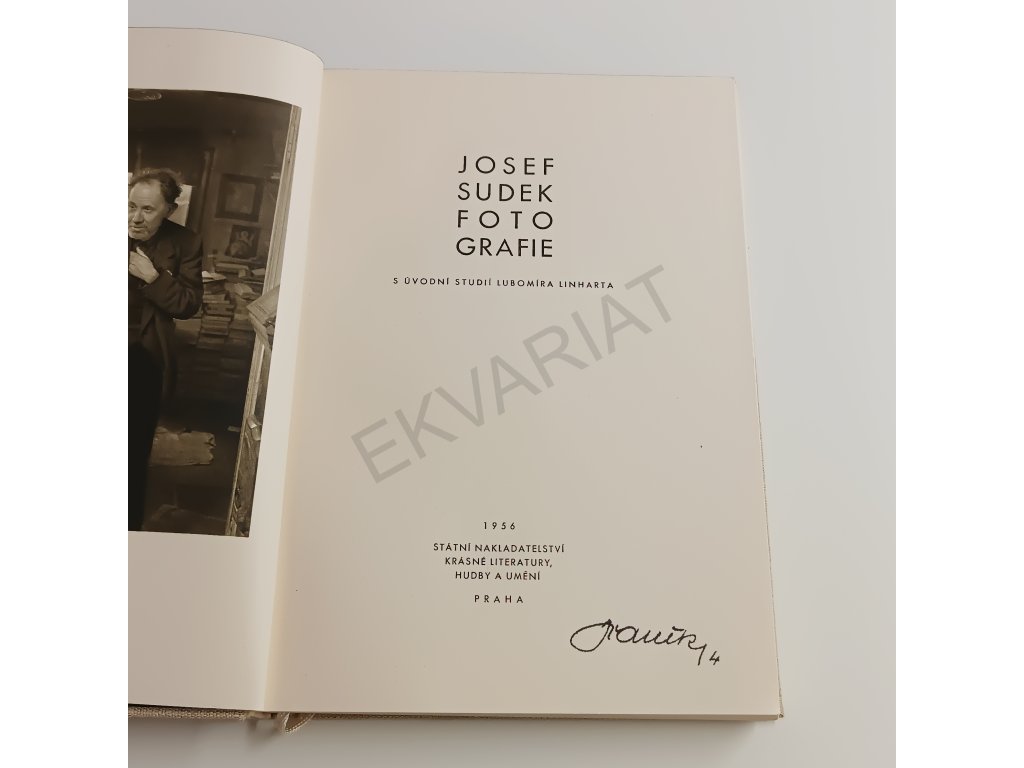 JOSEF
SUDEK
FOTO
GRAFIE
S ÚVODNÍ STUDIÍ LUBOMÍRA LINHARTA
EKVARIAT
1956
STÁTNÍ NAKLADATELSTVÍ
KRÁSNÉ LITERATURY,
HUDBY A UMĚNÍ
PRAHA